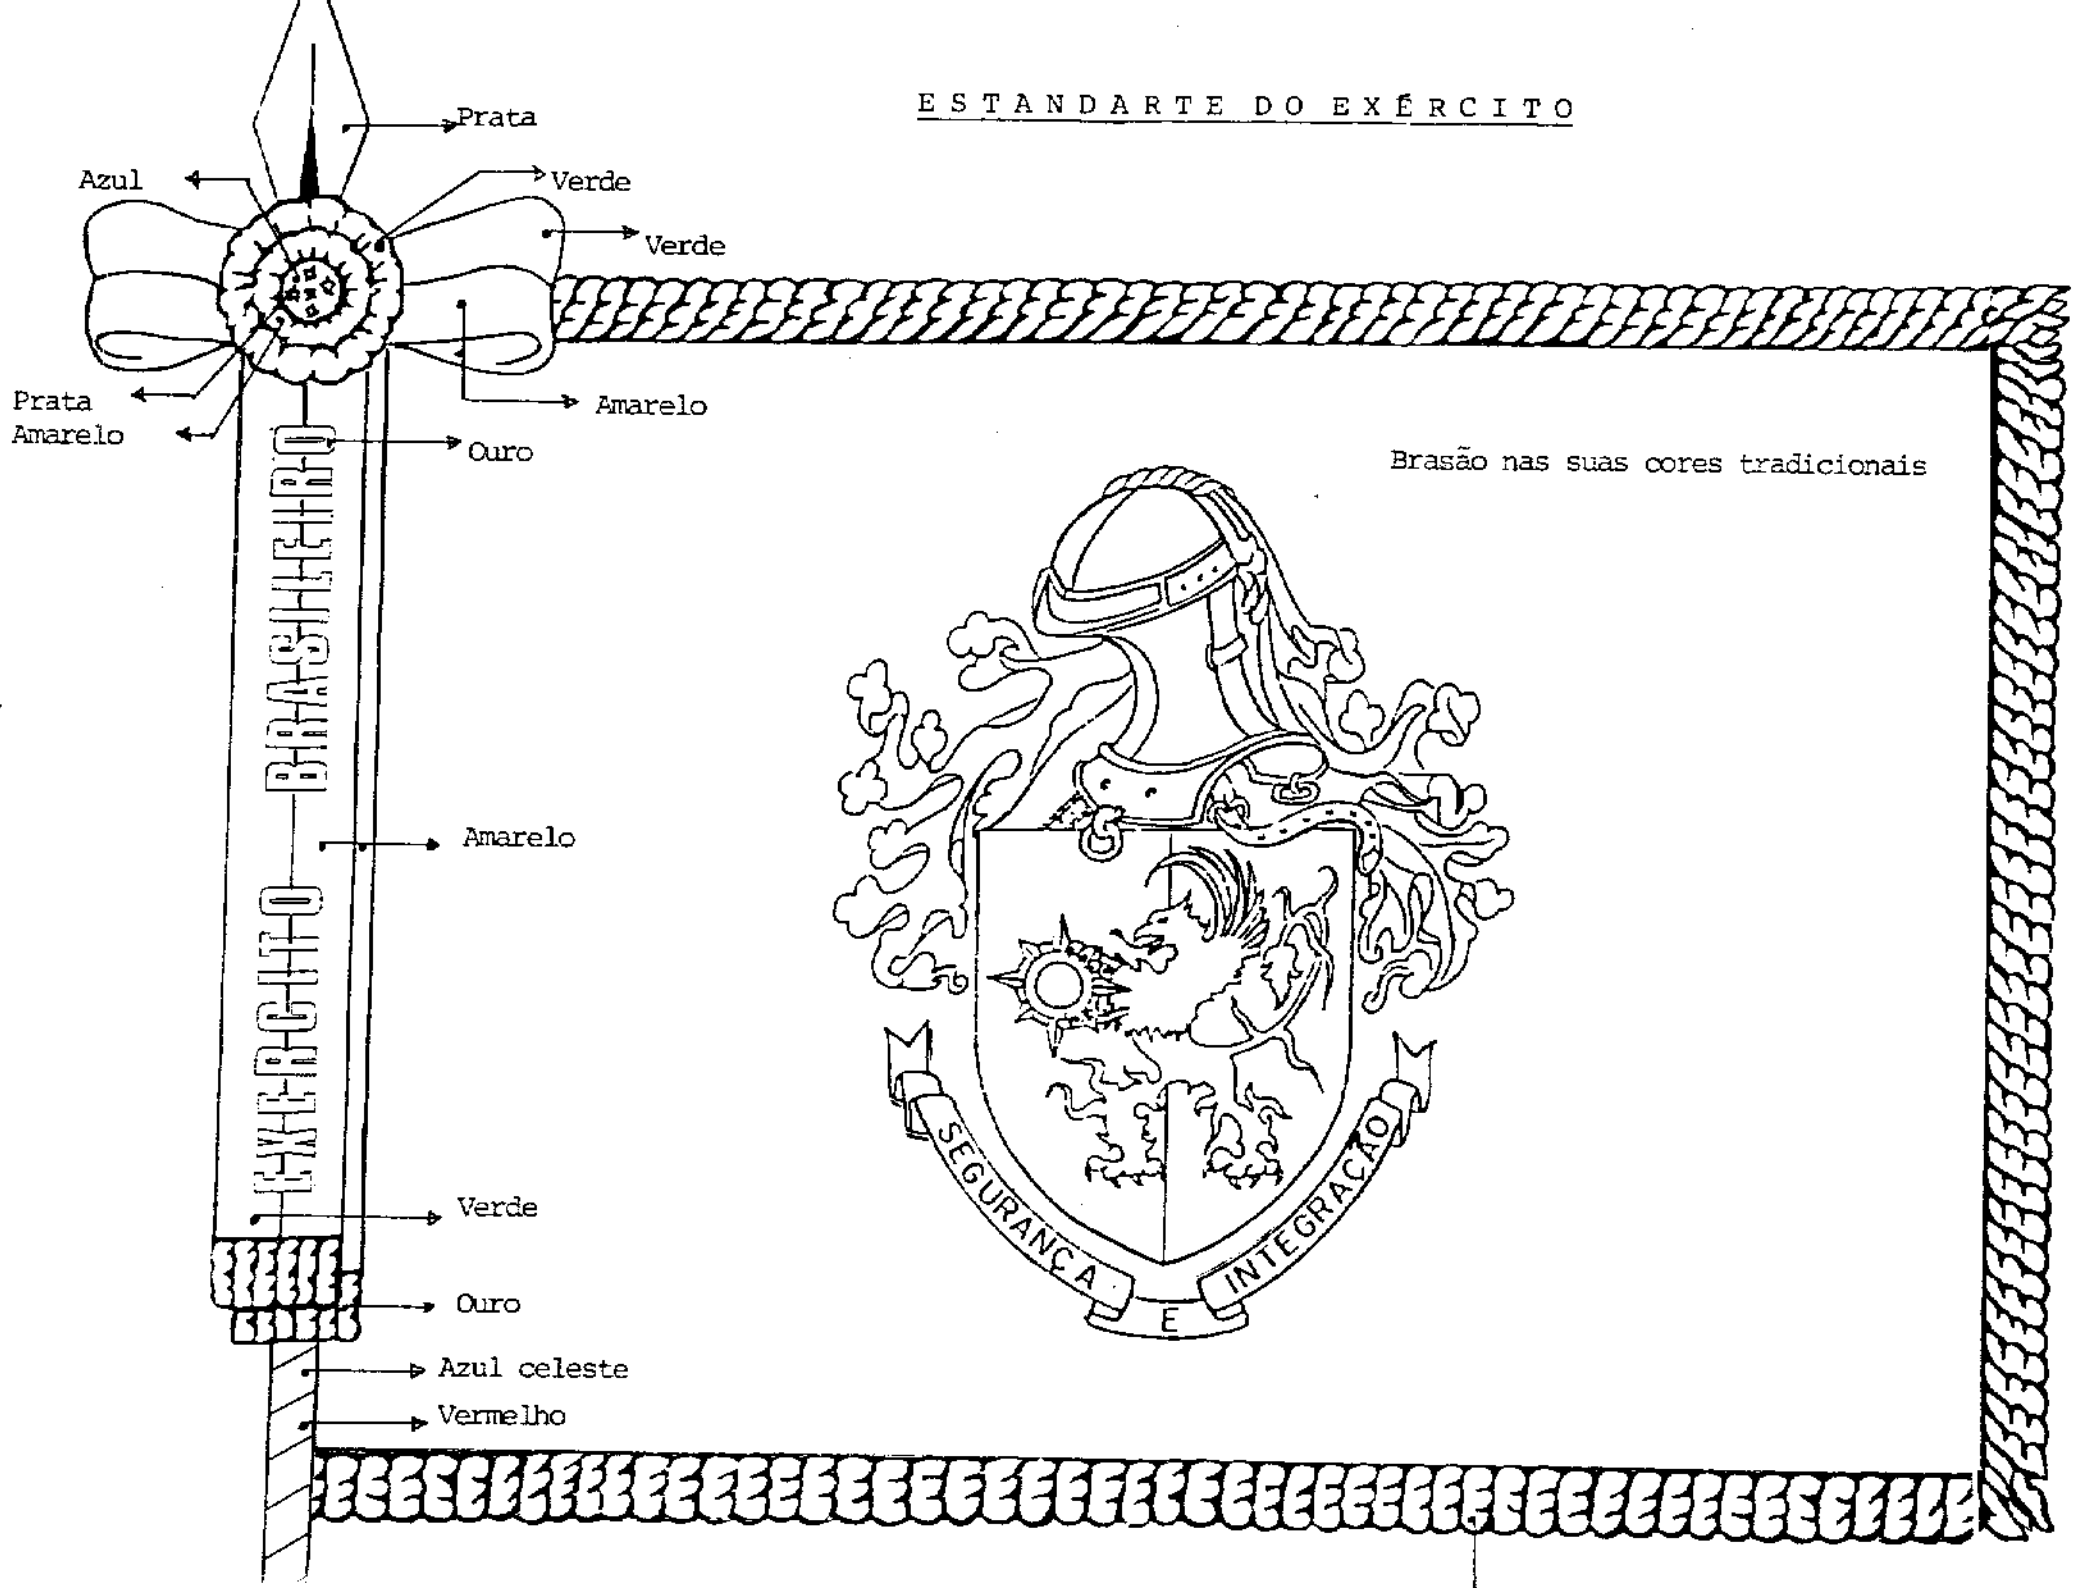 ESTANDARTE DO EXÉRCITO
Prata
Azul
Verde
Verde
Prata
Amarelo
Amarelo
Ouro
Brasão nas suas cores tradicionais
EXERCITO BRASILEIRO
Amarelo
Verde
Ouro
Azul celeste
Vermelho
SEGURANÇA
E
INTEGRAÇÃO